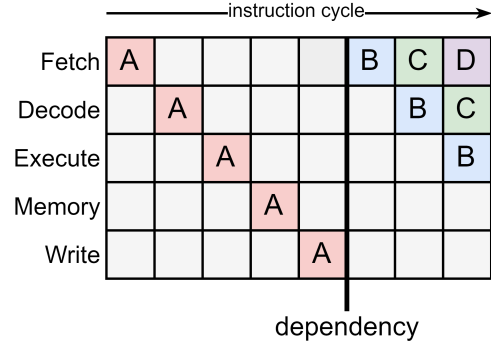 instruction cycle
Fetch A B C D
Decode A B C
Execute A B
Memory A
Write A
dependency